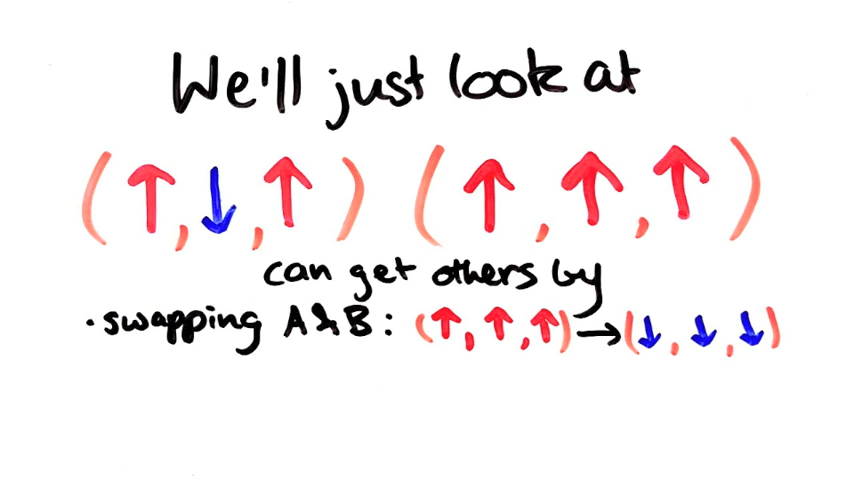 We'll just look at
(↑,↓,↑) (↑,↑,↑)
can get others by
·swapping A&B: (↑,↑,↑)→(↓,↓,↓)